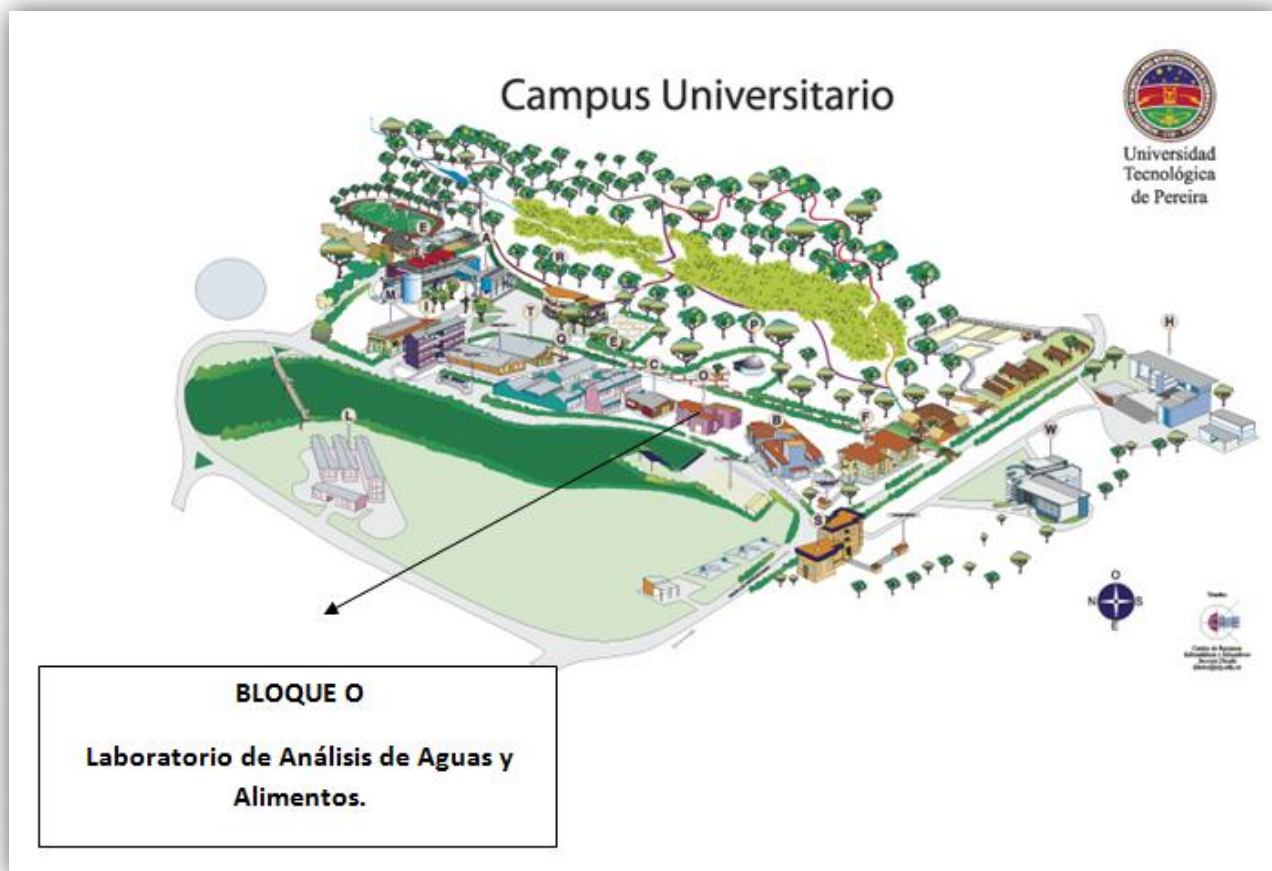 Campus Universitario
Universidad
Tecnológica
de Pereira
E
A
R
M
I
T
P
H
Q
E
C
O
L
B
F
W
S
O
N S
E
BLOQUE O
Laboratorio de Análisis de Aguas y
Alimentos.